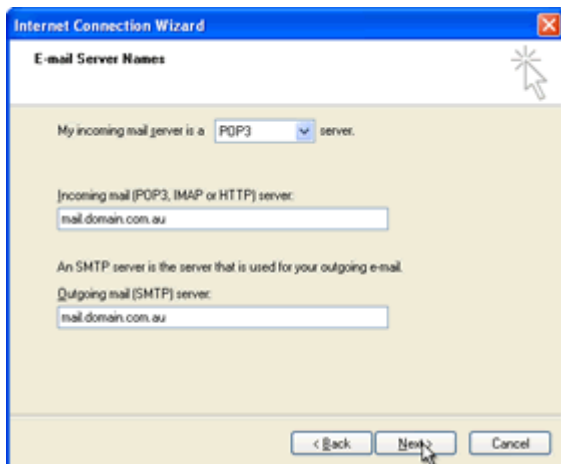 Internet Connection Wizard
E-mail Server Names
My incoming mail server is a POP3 server.
Incoming mail (POP3, IMAP or HTTP) server:
mail.domain.com.au
An SMTP server is the server that is used for your outgoing e-mail.
Outgoing mail (SMTP) server:
mail.domain.com.au
< Back Next > Cancel